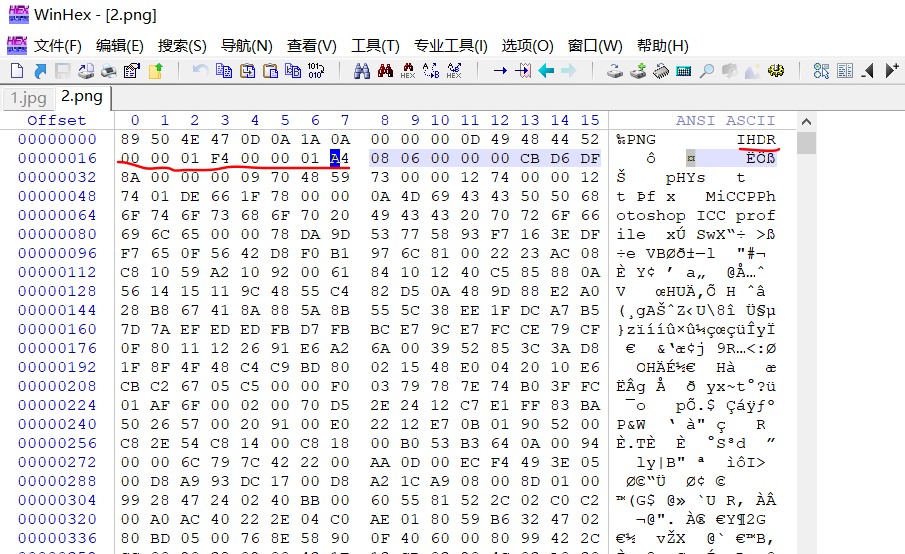 WinHex - [2.png]
文件(F) 编辑(E) 搜索(S) 导航(N) 查看(V) 工具(T) 专业工具(I) 选项(O) 窗口(W) 帮助(H)
1.jpg 2.png
Offset 0 1 2 3 4 5 6 7 8 9 10 11 12 13 14 15 ANSI ASCII
00000000 89 50 4E 47 0D 0A 1A 0A 00 00 00 0D 49 48 44 52 ‰PNG IHDR
00000016 00 00 01 F4 00 00 01 A4 08 06 00 00 00 CB D6 DF ô ¤ ËÖß
00000032 8A 00 00 00 09 70 48 59 73 00 00 12 74 00 00 12 Š pHYs t
00000048 74 01 DE 66 1F 78 00 00 0A 4D 69 43 43 50 50 68 t Þf x MiCCPPh
00000064 6F 74 6F 73 68 6F 70 20 49 43 43 20 70 72 6F 66 otoshop ICC prof
00000080 69 6C 65 00 00 78 DA 9D 53 77 58 93 F7 16 3E DF ile xÚ SwX“÷ >ß
00000096 F7 65 0F 56 42 D8 F0 B1 97 6C 81 00 22 23 AC 08 ÷e VBØð±—l "#¬
00000112 C8 10 59 A2 10 92 00 61 84 10 12 40 C5 85 88 0A È Y¢ ’ a„ @Å…ˆ
00000128 56 14 15 11 9C 48 55 C4 82 D5 0A 48 9D 88 E2 A0 V œHUÄ‚Õ H ˆâ
00000144 28 B8 67 41 8A 88 5A 8B 55 5C 38 EE 1F DC A7 B5 (¸gAŠˆZ‹U\8î Ü§µ
00000160 7D 7A EF ED ED FB D7 FB BC E7 9C E7 FC CE 79 CF }zïííû×û¼çœçüÎyÏ
00000176 0F 80 11 12 26 91 E6 A2 6A 00 39 52 85 3C 3A D8 € &‘æ¢j 9R…<:Ø
00000192 1F 8F 4F 48 C4 C9 BD 80 02 15 48 E0 04 20 10 E6 OHÄÉ½€ Hà æ
00000208 CB C2 67 05 C5 00 00 F0 03 79 78 7E 74 B0 3F FC ËÂg Å ð yx~t°?ü
00000224 01 AF 6F 00 02 00 70 D5 2E 24 12 C7 E1 FF 83 BA ¯o pÕ.$ Çáÿƒº
00000240 50 26 57 00 20 91 00 E0 22 12 E7 0B 01 90 52 00 P&W ‘ à" ç R
00000256 C8 2E 54 C8 14 00 C8 18 00 B0 53 B3 64 0A 00 94 È.TÈ È °S³d ”
00000272 00 00 6C 79 7C 42 22 00 AA 0D 00 EC F4 49 3E 05 ly|B" ª ìôI>
00000288 00 D8 A9 93 DC 17 00 D8 A2 1C A9 08 00 8D 01 00 Ø©“Ü Ø¢ ©
00000304 99 28 47 24 02 40 BB 00 60 55 81 52 2C 02 C0 C2 ™(G$ @» `U R, ÀÂ
00000320 00 A0 AC 40 22 2E 04 C0 AE 01 80 59 B6 32 47 02 ¬@". À® €Y¶2G
00000336 80 BD 05 00 76 8E 58 90 0F 40 60 00 80 99 42 2C €½ vŽX @` €™B,